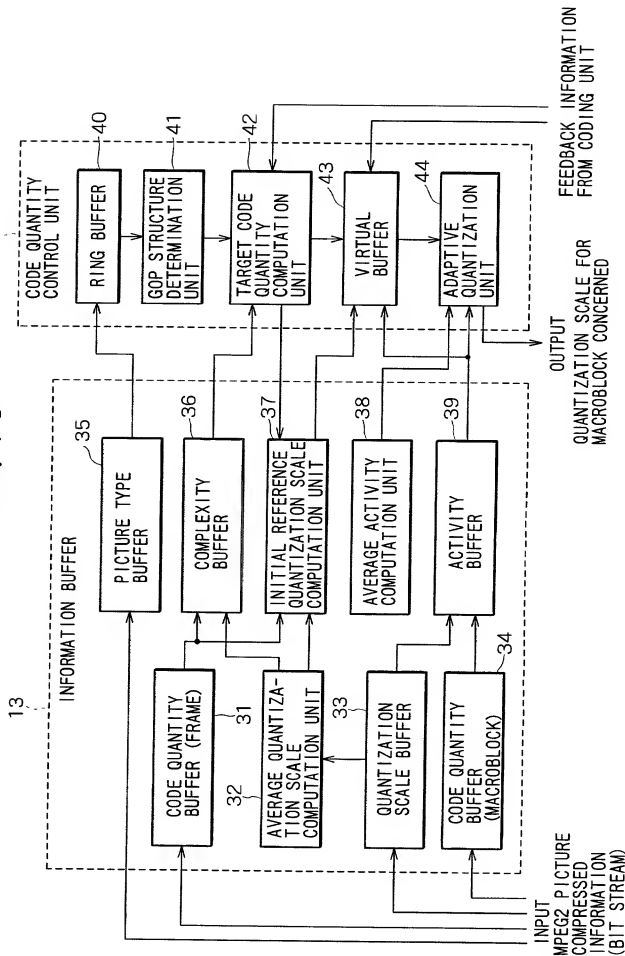 13
INFORMATION BUFFER
CODE QUANTITY
CONTROL UNIT
35
PICTURE TYPE
BUFFER
40
RING BUFFER
41
GOP STRUCTURE
DETERMINATION
UNIT
CODE QUANTITY
BUFFER (FRAME)
31
36
COMPLEXITY
BUFFER
42
TARGET CODE
QUANTITY
COMPUTATION
UNIT
32
AVERAGE QUANTIZA-
TION SCALE
COMPUTATION UNIT
37
INITIAL REFERENCE
QUANTIZATION SCALE
COMPUTATION UNIT
43
VIRTUAL
BUFFER
33
QUANTIZATION
SCALE BUFFER
38
AVERAGE ACTIVITY
COMPUTATION UNIT
44
ADAPTIVE
QUANTIZATION
UNIT
34
CODE QUANTITY
BUFFER
(MACROBLOCK)
39
ACTIVITY
BUFFER
INPUT
MPEG2 PICTURE
COMPRESSED
INFORMATION
(BIT STREAM)
OUTPUT
QUANTIZATION SCALE FOR
MACROBLOCK CONCERNED
FEEDBACK INFORMATION
FROM CODING UNIT